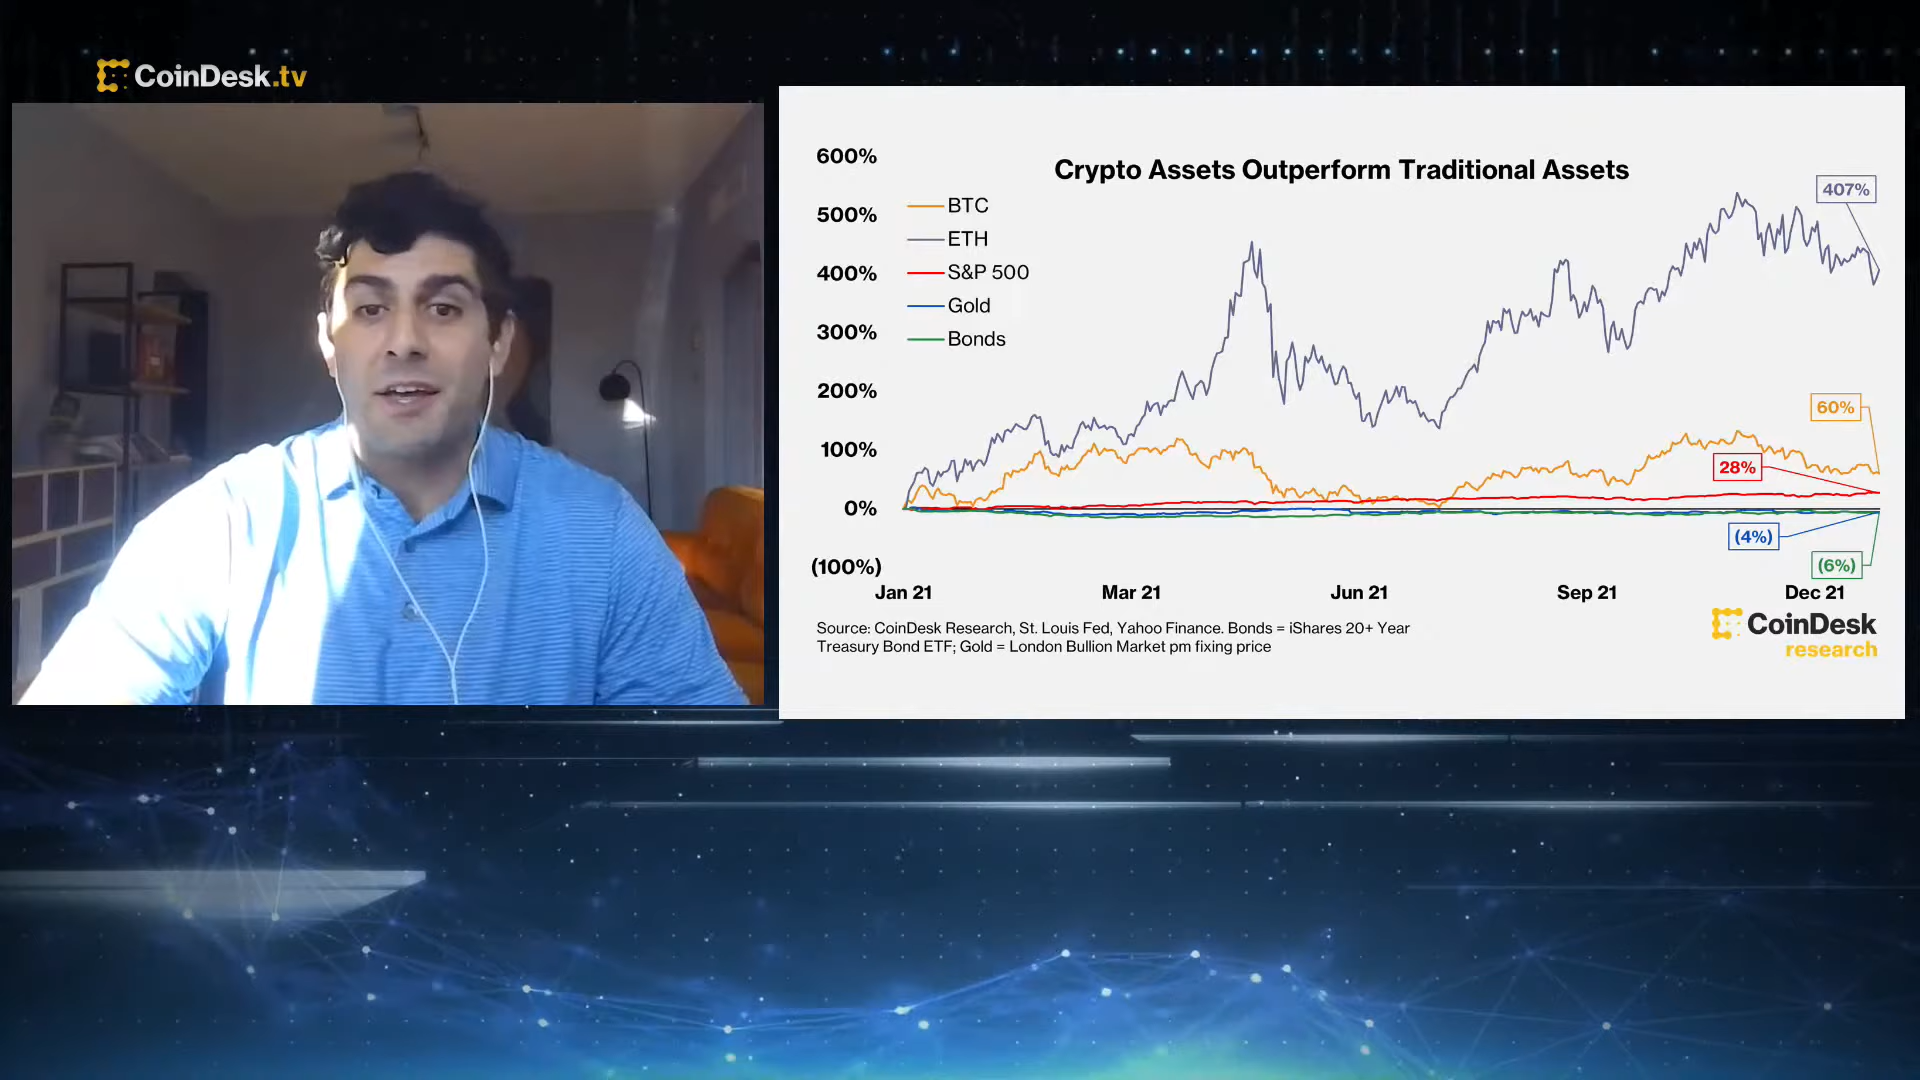 CoinDesk.tv
Crypto Assets Outperform Traditional Assets
600%
500%
400%
300%
200%
100%
0%
(100%)
BTC
ETH
S&P 500
Gold
Bonds
407%
60%
28%
(4%)
(6%)
Jan 21
Mar 21
Jun 21
Sep 21
Dec 21
Source: CoinDesk Research, St. Louis Fed, Yahoo Finance. Bonds = iShares 20+ Year
Treasury Bond ETF; Gold = London Bullion Market pm fixing price
CoinDesk
research